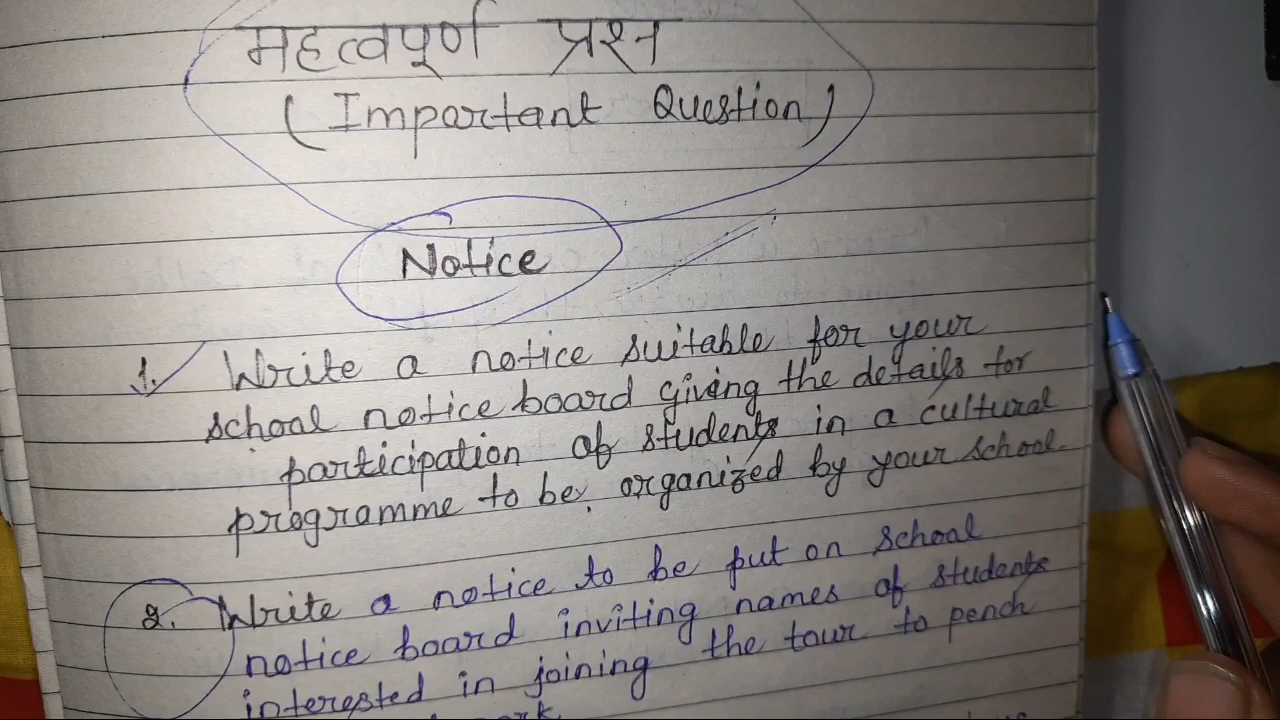 महत्वपूर्ण प्रश्न
(Important Question)
Notice
1. Write a notice suitable for your
school notice board giving the details for
participation of students in a cultural
programme to be organized by your school.
2. Write a notice to be put on school
notice board inviting names of students
interested in joining the tour to pench